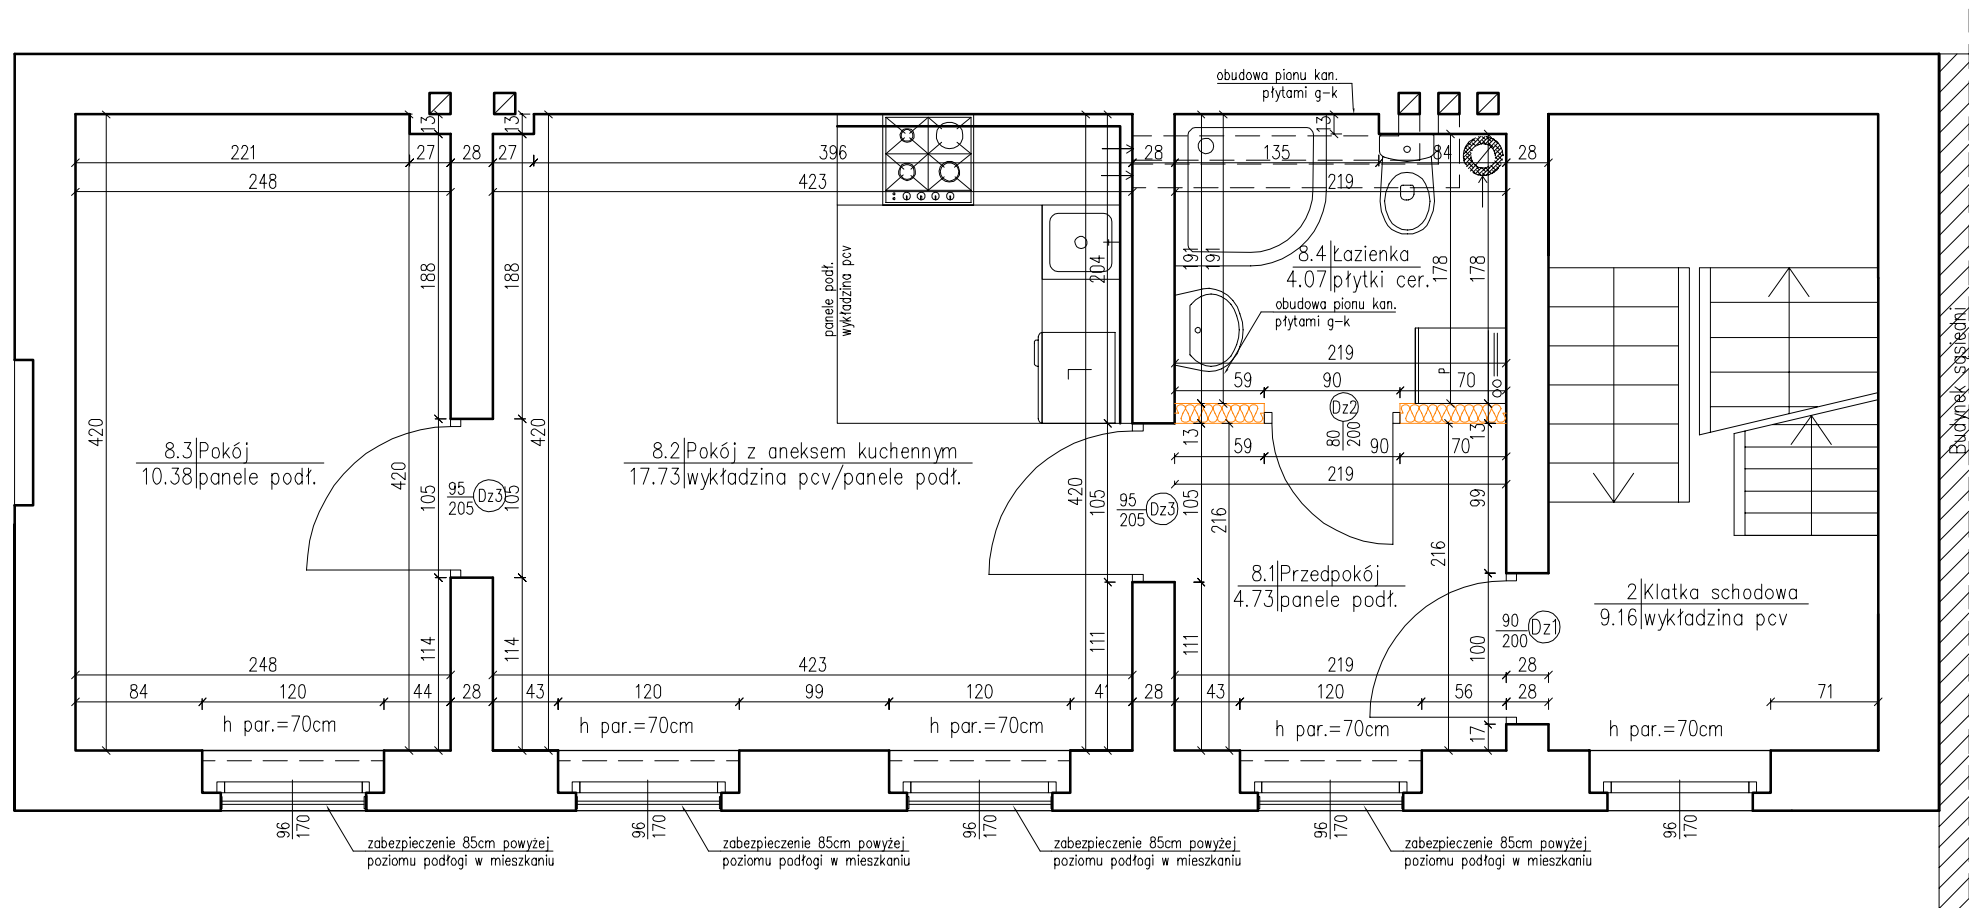 obudowa pionu kan.
płytami g-k
13
13
13
221
27
28
27
396
28
135
84
28
248
423
219
188
188
204
191
191
178
178
panele podł.
wykładzina pcv
8.4 Łazienka
4.07 płytki cer.
obudowa pionu kan.
płytami g-k
219
59
90
70
P
Dz2
80
200
13
13
59
90
70
219
Budynek sąsiedni
420
420
420
420
8.3 Pokój
10.38 panele podł.
8.2 Pokój z aneksem kuchennym
17.73 wykładzina pcv/panele podł.
105
95
205
Dz3
105
105
95
205
Dz3
105
216
99
216
8.1 Przedpokój
4.73 panele podł.
2 Klatka schodowa
9.16 wykładzina pcv
90
200
Dz1
114
114
111
111
100
248
423
219
28
84
120
44
28
43
120
99
120
41
28
43
120
56
28
71
17
h par.=70cm
h par.=70cm
h par.=70cm
h par.=70cm
h par.=70cm
96
170
96
170
96
170
96
170
96
170
zabezpieczenie 85cm powyżej
poziomu podłogi w mieszkaniu
zabezpieczenie 85cm powyżej
poziomu podłogi w mieszkaniu
zabezpieczenie 85cm powyżej
poziomu podłogi w mieszkaniu
zabezpieczenie 85cm powyżej
poziomu podłogi w mieszkaniu